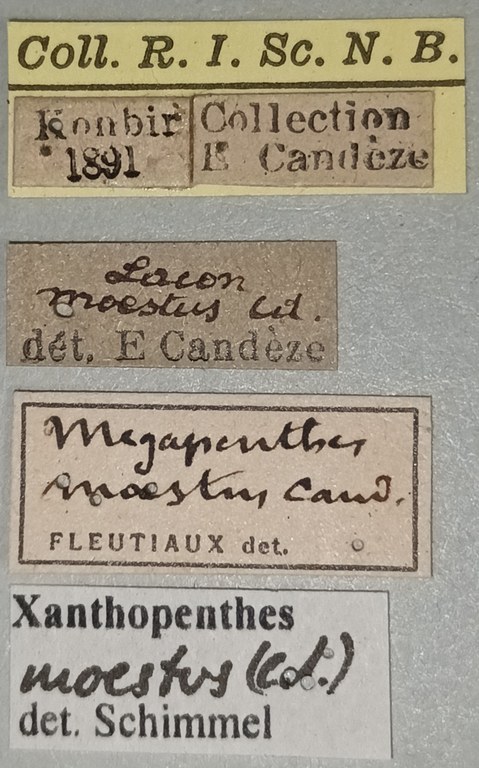 Coll. R. I. Sc. N. B.
Konbir Collection
1891 E Candèze
Lacon
moestus Cd.
dét. E Candèze
Megapenthes
moestus Cand.
FLEUTIAUX det.
Xanthopenthes
moestus (Cd.)
det. Schimmel